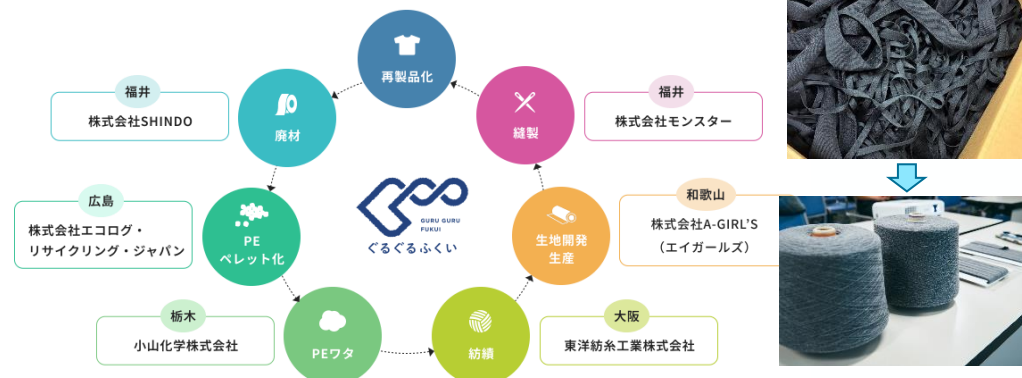 再製品化
福井
株式会社SHINDO
廃材
福井
株式会社モンスター
縫製
広島
株式会社エコログ・
リサイクリング・ジャパン
PE
ペレット化
GURU GURU
FUKUI
ぐるぐるふくい
和歌山
株式会社A-GIRL'S
（エイガールズ）
生地開発
生産
栃木
小山化学株式会社
PEワタ
紡績
大阪
東洋紡糸工業株式会社